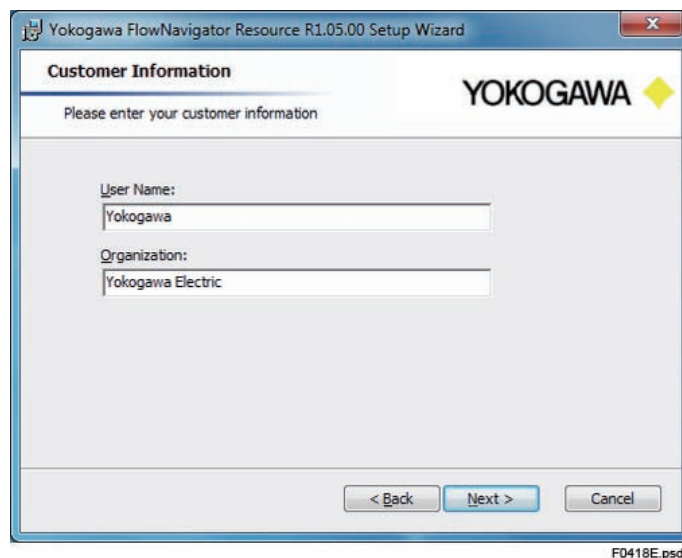 Yokogawa FlowNavigator Resource R1.05.00 Setup Wizard
Customer Information
YOKOGAWA
Please enter your customer information
User Name:
Yokogawa
Organization:
Yokogawa Electric
< Back
Next >
Cancel
F0418E.psd